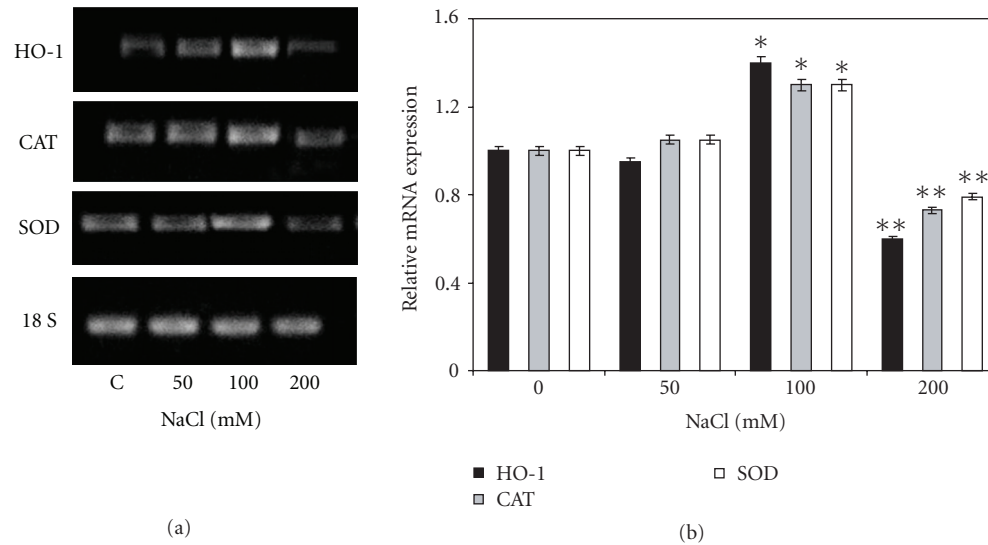 HO-1
CAT
SOD
18 S
C 50 100 200
NaCl (mM)
(a)
1.6
1.2
0.8
0.4
0
Relative mRNA expression
* * *
** ** **
0 50 100 200
NaCl (mM)
HO-1
CAT
SOD
(b)